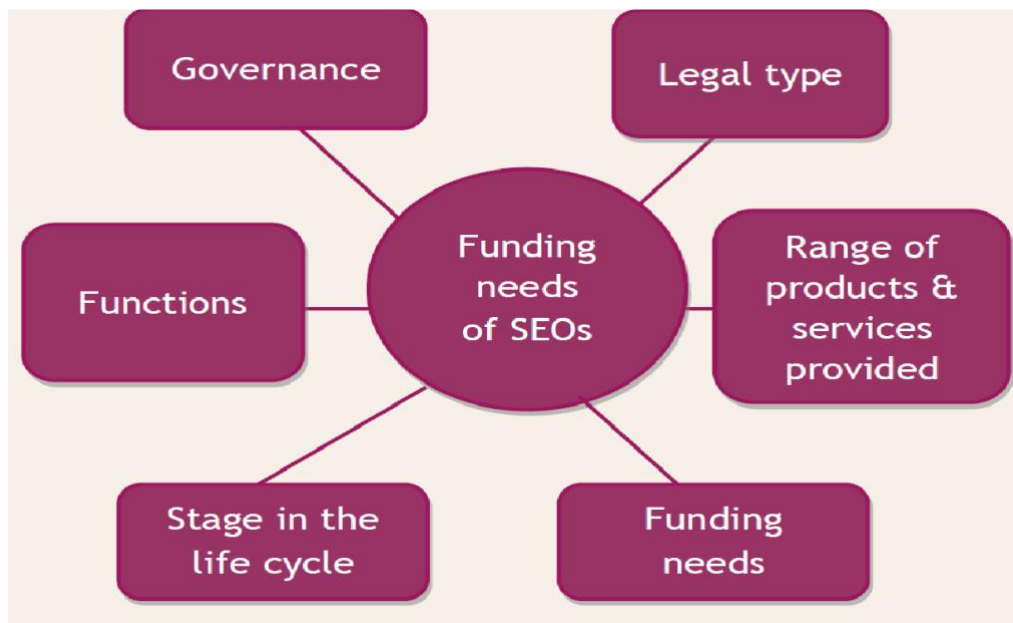 Governance
Legal type
Funding
needs
of SEOs
Functions
Range of
products &
services
provided
Stage in the
life cycle
Funding
needs